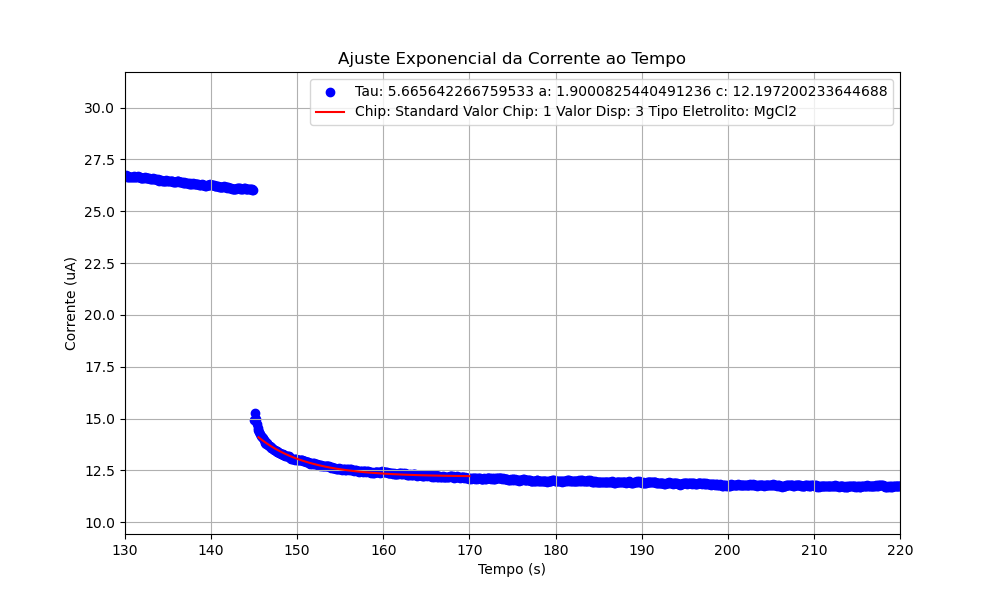 Ajuste Exponencial da Corrente ao Tempo
Tau: 5.665642266759533 a: 1.9000825440491236 c: 12.197200233644688
Chip: Standard Valor Chip: 1 Valor Disp: 3 Tipo Eletrolito: MgCl2
30.0
27.5
25.0
22.5
20.0
17.5
15.0
12.5
10.0
Corrente (uA)
130 140 150 160 170 180 190 200 210 220
Tempo (s)